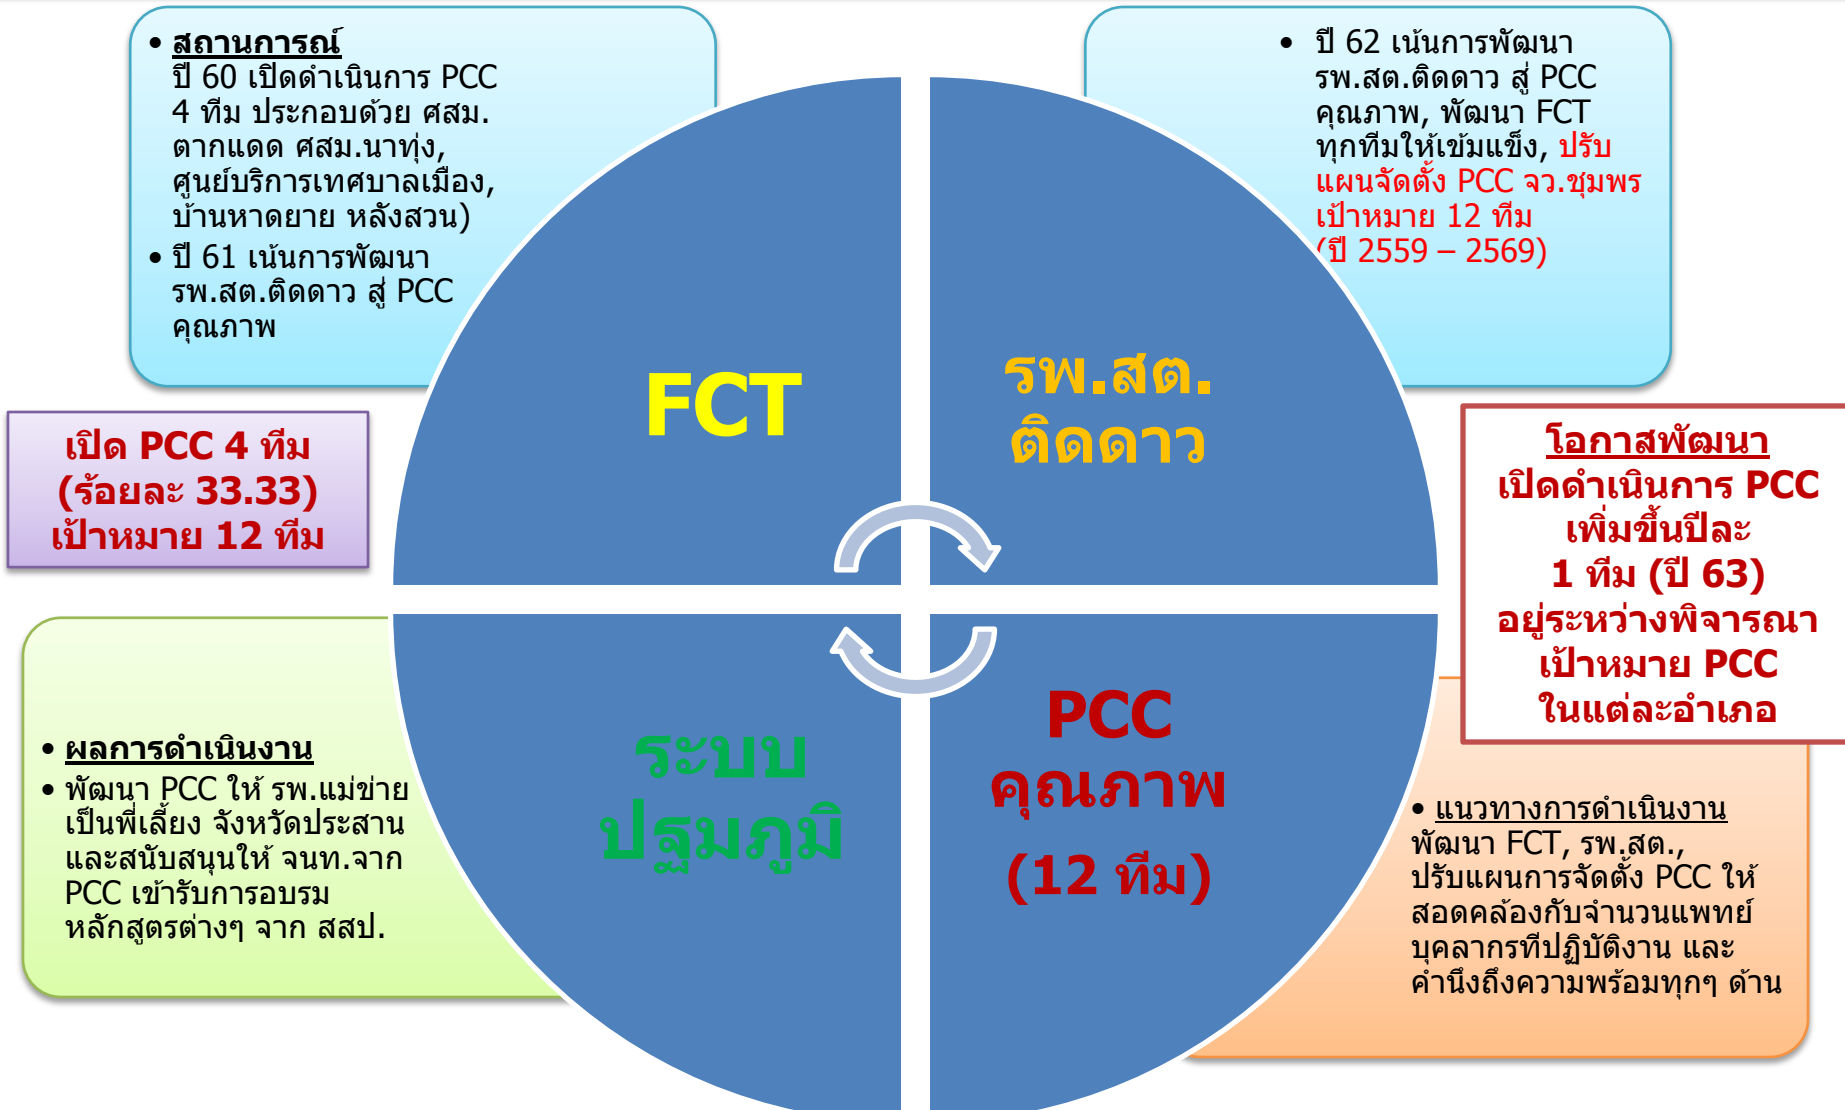 • สถานการณ์
ปี 60 เปิดดำเนินการ PCC
4 ทีม ประกอบด้วย ศสม.
ตากแดด ศสม.นาทุ่ง,
ศูนย์บริการเทศบาลเมือง,
บ้านหาดยาย หลังสวน)
• ปี 61 เน้นการพัฒนา
รพ.สต.ติดดาว สู่ PCC
คุณภาพ
• ปี 62 เน้นการพัฒนา
รพ.สต.ติดดาว สู่ PCC
คุณภาพ, พัฒนา FCT
ทุกทีมให้เข้มแข็ง, ปรับ
แผนจัดตั้ง PCC จว.ชุมพร
เป้าหมาย 12 ทีม
(ปี 2559 – 2569)
FCT
รพ.สต.
ติดดาว
เปิด PCC 4 ทีม
(ร้อยละ 33.33)
เป้าหมาย 12 ทีม
โอกาสพัฒนา
เปิดดำเนินการ PCC
เพิ่มขึ้นปีละ
1 ทีม (ปี 63)
อยู่ระหว่างพิจารณา
เป้าหมาย PCC
ในแต่ละอำเภอ
• ผลการดำเนินงาน
• พัฒนา PCC ให้ รพ.แม่ข่าย
เป็นพี่เลี้ยง จังหวัดประสาน
และสนับสนุนให้ จนท.จาก
PCC เข้ารับการอบรม
หลักสูตรต่างๆ จาก สสป.
ระบบ
ปฐมภูมิ
PCC
คุณภาพ
(12 ทีม)
• แนวทางการดำเนินงาน
พัฒนา FCT, รพ.สต.,
ปรับแผนการจัดตั้ง PCC ให้
สอดคล้องกับจำนวนแพทย์
บุคลากรที่ปฏิบัติงาน และ
คำนึงถึงความพร้อมทุกๆ ด้าน